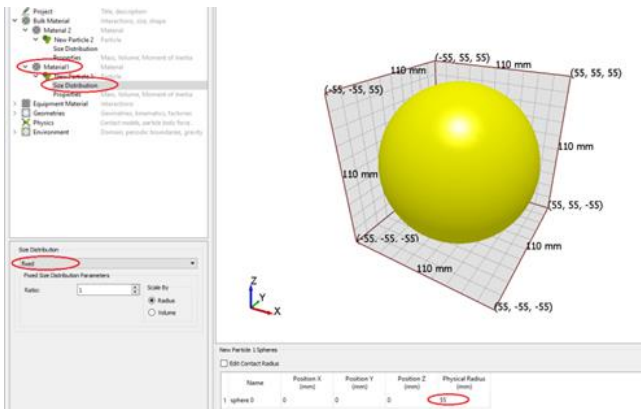 Project Title, description
Bulk Material Interactions, size, shape
Material 2 Material
New Particle 2 Particle
Size Distribution
Properties Mass, Volume, Moment of Inertia
Material1 Material
Particle
Size Distribution
Properties Mass, Volume, Moment of Inertia
Equipment Material Interactions
Geometries Geometries, kinematics, factories
Physics Contact models, particle body force...
Environment Domain, periodic boundaries, gravity
(-55, 55, 55)
110 mm
110 mm
(55, 55, 55)
(-55, -55, 55)
110 mm
110 mm
(55, 55, -55)
(-55, -55, -55)
110 mm
110 mm
(55, -55, -55)
Z
Y
X
Size Distribution
fixed
Fixed Size Distribution Parameters
Ratio: 1
Scale By
Radius
Volume
New Particle 1 Spheres
Edit Contact Radius
Name Position X (mm) Position Y (mm) Position Z (mm) Physical Radius (mm)
1 sphere 0 0 0 0